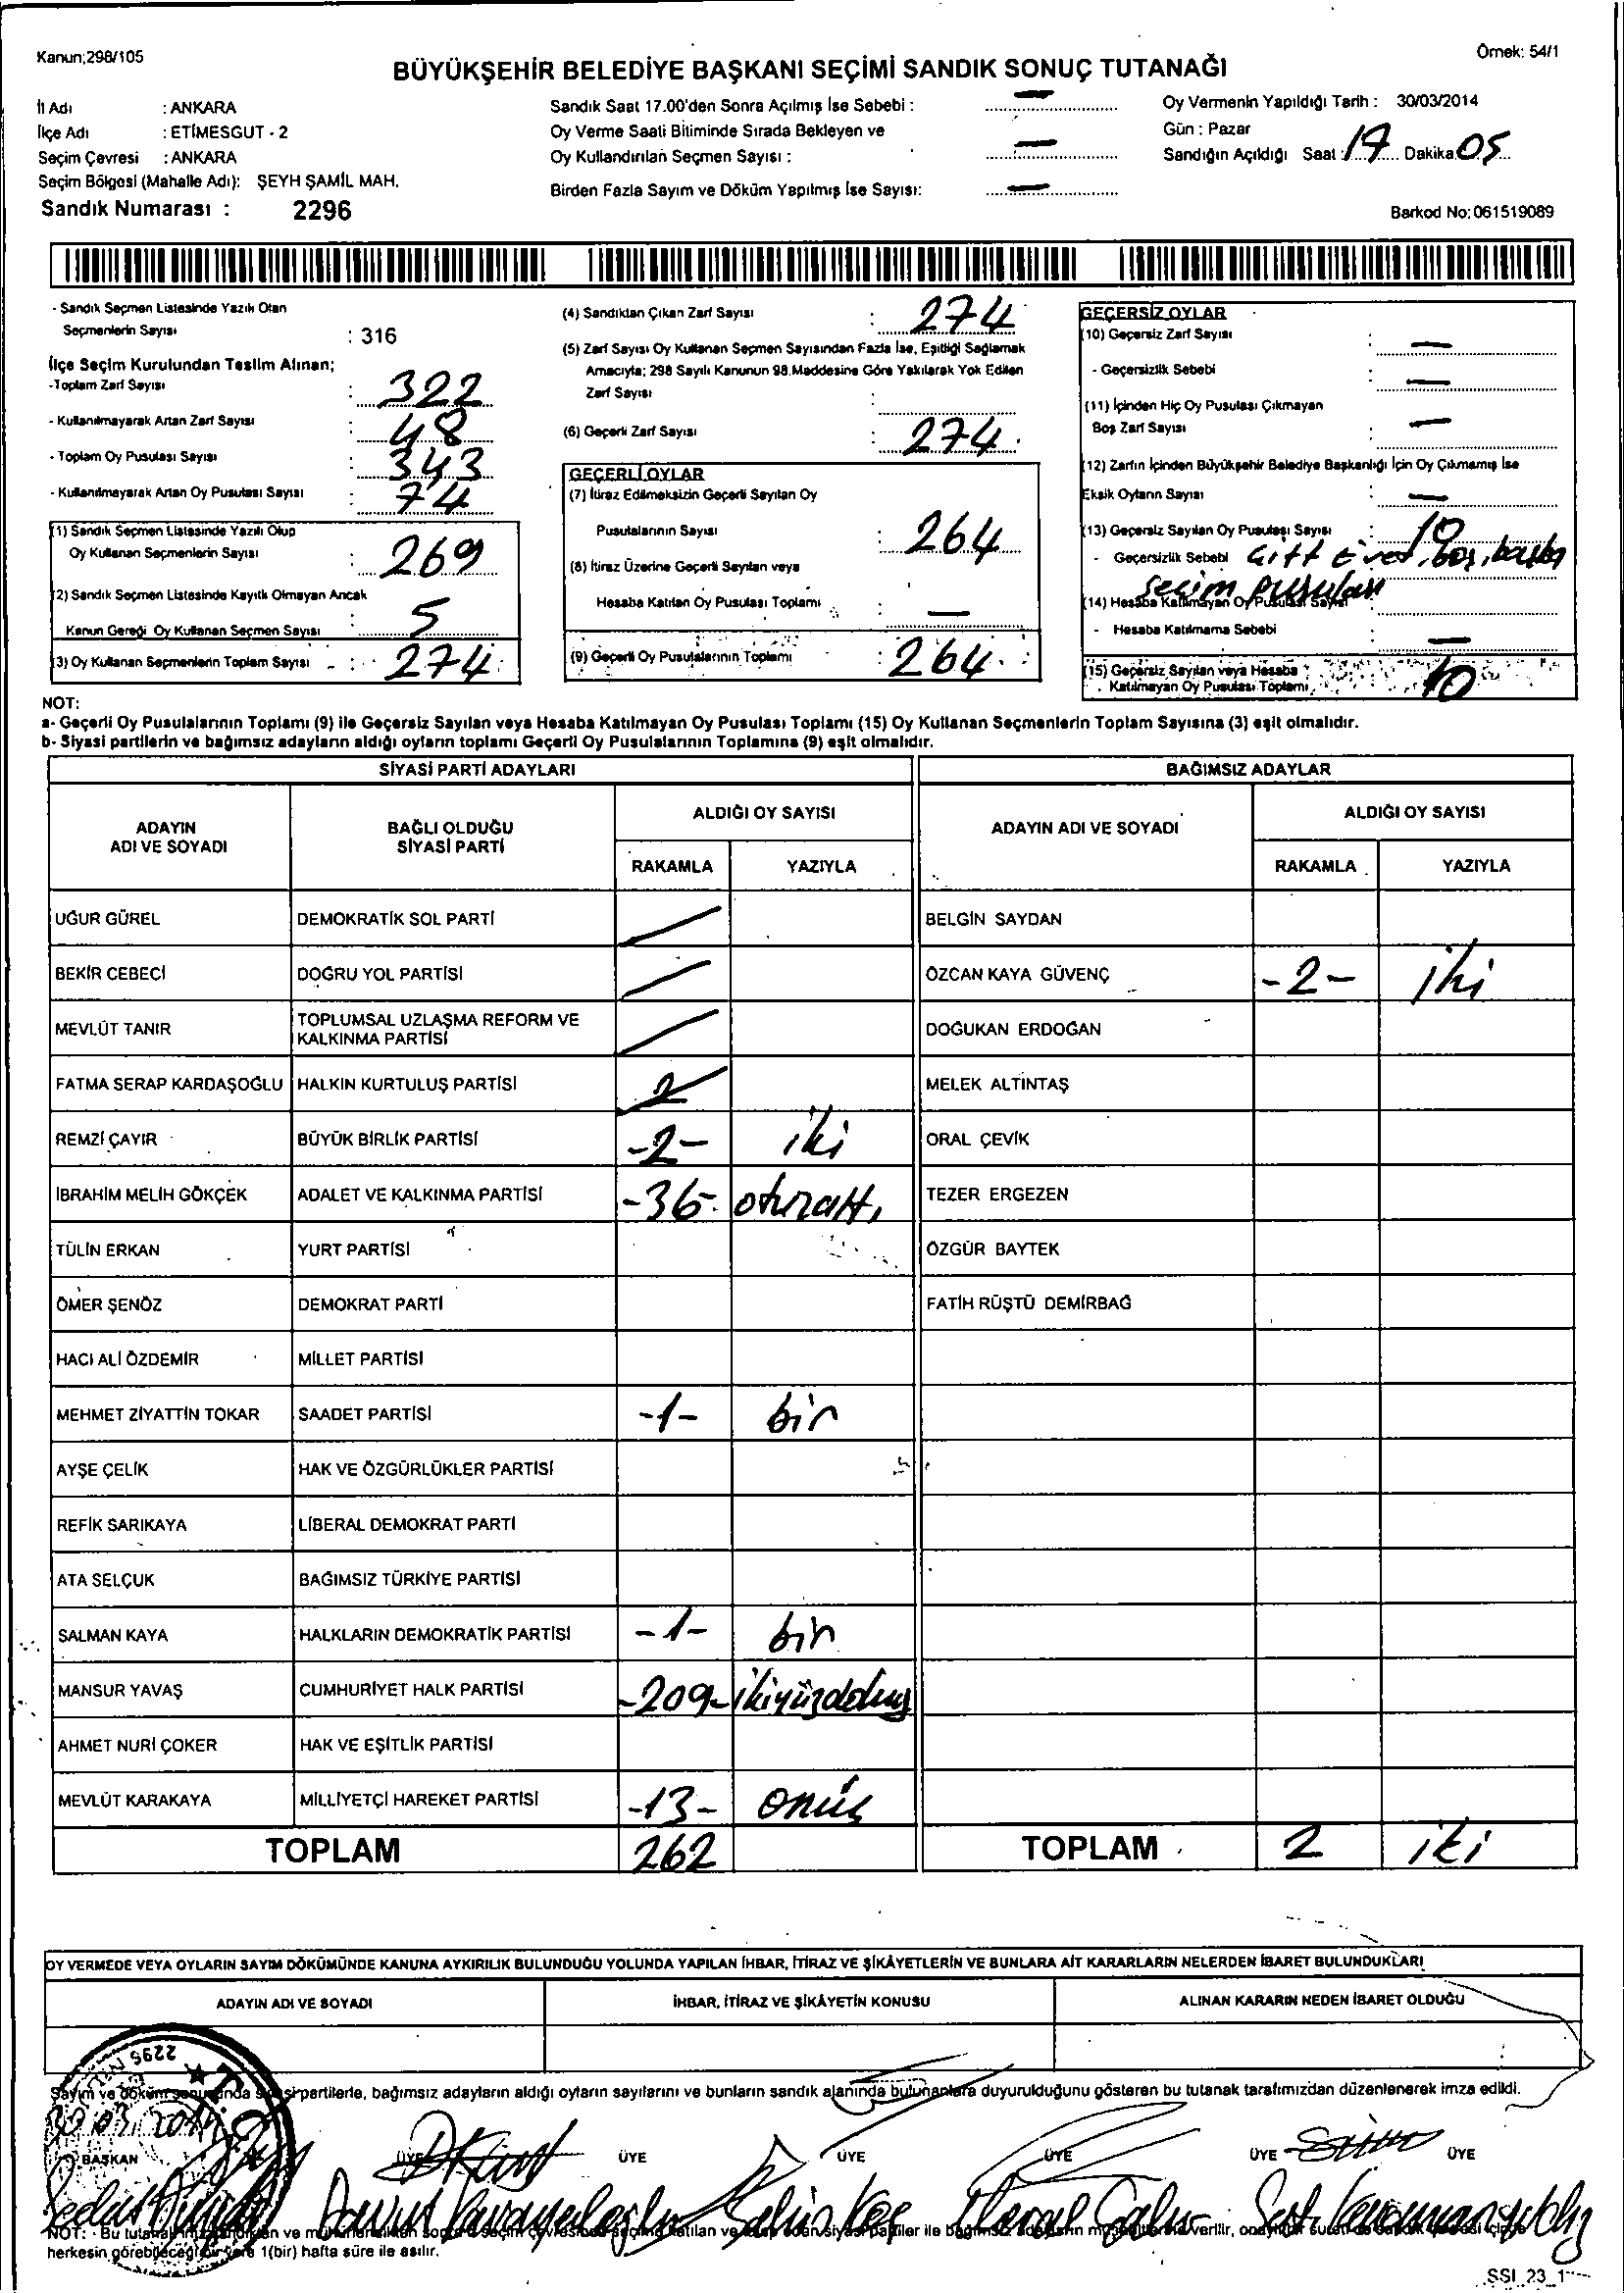 Kanun;298/105
Örnek: 54/1
BÜYÜKŞEHİR BELEDİYE BAŞKANI SEÇİMİ SANDIK SONUÇ TUTANAĞI
İl Adı : ANKARA
İlçe Adı : ETİMESGUT - 2
Seçim Çevresi : ANKARA
Seçim Bölgesi (Mahalle Adı): ŞEYH ŞAMİL MAH.
Sandık Numarası : 2296
Sandık Saat 17.00'den Sonra Açılmış İse Sebebi : —
Oy Verme Saati Bitiminde Sırada Bekleyen ve
Oy Kullandırılan Seçmen Sayısı : —
Birden Fazla Sayım ve Döküm Yapılmış İse Sayısı: —
Oy Vermenin Yapıldığı Tarih : 30/03/2014
Gün : Pazar
Sandığın Açıldığı Saat : 17 Dakika 05
Barkod No: 061519089
- Sandık Seçmen Listesinde Yazılı Olan
Seçmenlerin Sayısı : 316
İlçe Seçim Kurulundan Teslim Alınan;
-Toplam Zarf Sayısı : 322
- Kullanılmayarak Artan Zarf Sayısı : 48
- Toplam Oy Pusulası Sayısı : 343
- Kullanılmayarak Artan Oy Pusulası Sayısı : 74
(1) Sandık Seçmen Listesinde Yazılı Olup
Oy Kullanan Seçmenlerin Sayısı : 269
(2) Sandık Seçmen Listesinde Kayıtlı Olmayan Ancak
Kanun Gereği Oy Kullanan Seçmen Sayısı : 5
(3) Oy Kullanan Seçmenlerin Toplam Sayısı : 274
(4) Sandıktan Çıkan Zarf Sayısı : 274
(5) Zarf Sayısı Oy Kullanan Seçmen Sayısından Fazla İse, Eşitliği Sağlamak
Amacıyla; 298 Sayılı Kanunun 98.Maddesine Göre Yakılarak Yok Edilen
Zarf Sayısı :
(6) Geçerli Zarf Sayısı : 274
GEÇERLİ OYLAR
(7) İtiraz Edilmeksizin Geçerli Sayılan Oy
Pusulalarının Sayısı : 264
(8) İtiraz Üzerine Geçerli Sayılan veya
Hesaba Katılan Oy Pusulası Toplamı : —
(9) Geçerli Oy Pusulalarının Toplamı : 264
GEÇERSİZ OYLAR
(10) Geçersiz Zarf Sayısı : —
- Geçersizlik Sebebi : —
(11) İçinden Hiç Oy Pusulası Çıkmayan
Boş Zarf Sayısı : —
(12) Zarfın İçinden Büyükşehir Belediye Başkanlığı İçin Oy Çıkmamış İse
Eksik Oyların Sayısı : —
(13) Geçersiz Sayılan Oy Pusulası Sayısı : 10
- Geçersizlik Sebebi Çift Evet, boş, başka
seçim pusulası
(14) Hesaba Katılmayan Oy Pusulası Sayısı
- Hesaba Katılmama Sebebi : —
(15) Geçersiz Sayılan veya Hesaba
Katılmayan Oy Pusulası Toplamı : 10
NOT:
a- Geçerli Oy Pusulalarının Toplamı (9) ile Geçersiz Sayılan veya Hesaba Katılmayan Oy Pusulası Toplamı (15) Oy Kullanan Seçmenlerin Toplam Sayısına (3) eşit olmalıdır.
b- Siyasi partilerin ve bağımsız adayların aldığı oyların toplamı Geçerli Oy Pusulalarının Toplamına (9) eşit olmalıdır.
SİYASİ PARTİ ADAYLARI BAĞIMSIZ ADAYLAR
ADAYIN ADI VE SOYADI BAĞLI OLDUĞU SİYASİ PARTİ ALDIĞI OY SAYISI ADAYIN ADI VE SOYADI ALDIĞI OY SAYISI
RAKAMLA YAZIYLA RAKAMLA YAZIYLA
UĞUR GÜREL DEMOKRATİK SOL PARTİ BELGİN SAYDAN
BEKİR CEBECİ DOĞRU YOL PARTİSİ ÖZCAN KAYA GÜVENÇ -2- iki
MEVLÜT TANIR TOPLUMSAL UZLAŞMA REFORM VE KALKINMA PARTİSİ DOĞUKAN ERDOĞAN
FATMA SERAP KARDAŞOĞLU HALKIN KURTULUŞ PARTİSİ 2 MELEK ALTINTAŞ
REMZİ ÇAYIR BÜYÜK BİRLİK PARTİSİ -2- iki ORAL ÇEVİK
İBRAHİM MELİH GÖKÇEK ADALET VE KALKINMA PARTİSİ -36- otuzaltı TEZER ERGEZEN
TÜLİN ERKAN YURT PARTİSİ ÖZGÜR BAYTEK
ÖMER ŞENÖZ DEMOKRAT PARTİ FATİH RÜŞTÜ DEMİRBAĞ
HACI ALİ ÖZDEMİR MİLLET PARTİSİ
MEHMET ZİYATTİN TOKAR SAADET PARTİSİ -1- bir
AYŞE ÇELİK HAK VE ÖZGÜRLÜKLER PARTİSİ
REFİK SARIKAYA LİBERAL DEMOKRAT PARTİ
ATA SELÇUK BAĞIMSIZ TÜRKİYE PARTİSİ
SALMAN KAYA HALKLARIN DEMOKRATİK PARTİSİ -1- bir
MANSUR YAVAŞ CUMHURİYET HALK PARTİSİ -209- ikiyüzdokuz
AHMET NURİ ÇOKER HAK VE EŞİTLİK PARTİSİ
MEVLÜT KARAKAYA MİLLİYETÇİ HAREKET PARTİSİ -13- onüç
TOPLAM 262 TOPLAM 2 iki
OY VERMEDE VEYA OYLARIN SAYIM DÖKÜMÜNDE KANUNA AYKIRILIK BULUNDUĞU YOLUNDA YAPILAN İHBAR, İTİRAZ VE ŞİKÂYETLERİN VE BUNLARA AİT KARARLARIN NELERDEN İBARET BULUNDUKLARI
ADAYIN ADI VE SOYADI İHBAR, İTİRAZ VE ŞİKÂYETİN KONUSU ALINAN KARARIN NEDEN İBARET OLDUĞU
2296
Sayım ve döküm sonucunda siyasi partilerle, bağımsız adayların aldığı oyların sayılarını ve bunların sandık alanında bulunanlara duyurulduğunu gösteren bu tutanak tarafımızdan düzenlenerek imza edildi.
30 03 2014
BAŞKAN ÜYE ÜYE ÜYE ÜYE ÜYE ÜYE
NOT: - Bu tutanak
herkesin görebileceği bir yere 1(bir) hafta süre ile asılır.
SSI_23_1